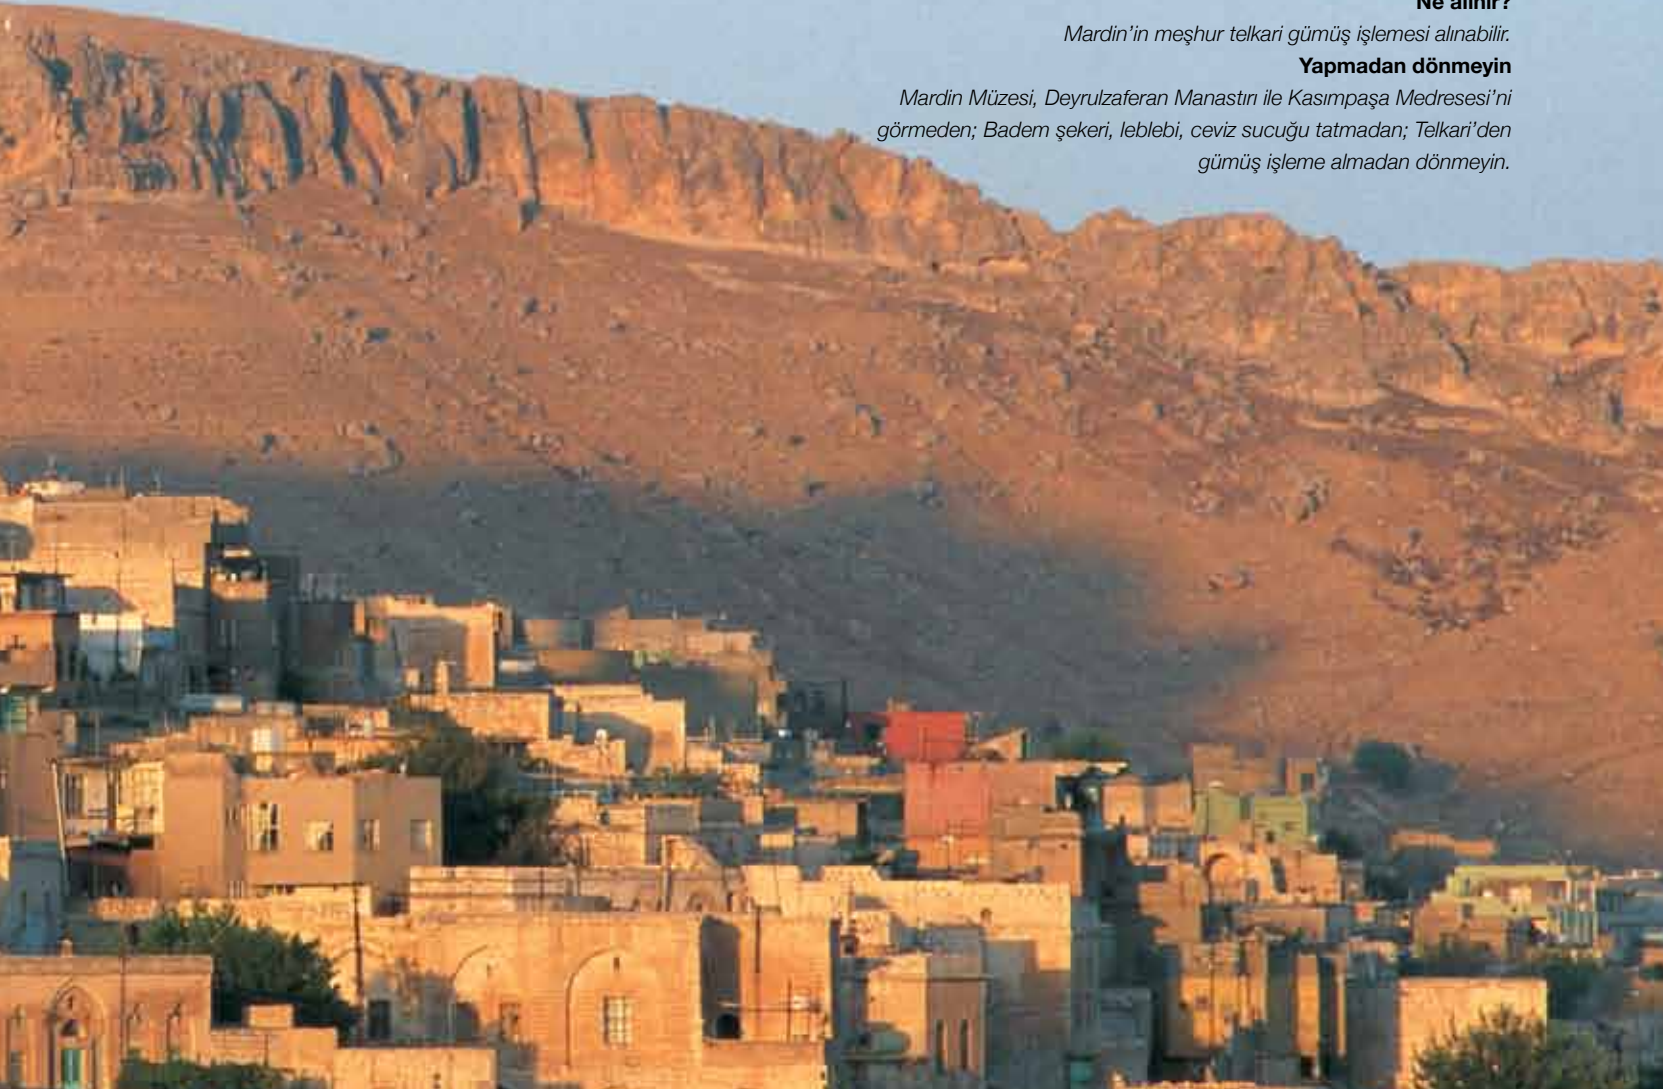 Ne alınır?
Mardin’in meşhur telkari gümüş işlemesi alınabilir.
Yapmadan dönmeyin
Mardin Müzesi, Deyrulzaferan Manastırı ile Kasımpaşa Medresesi’ni
görmeden; Badem şekeri, leblebi, ceviz sucuğu tatmadan; Telkari’den
gümüş işleme almadan dönmeyin.